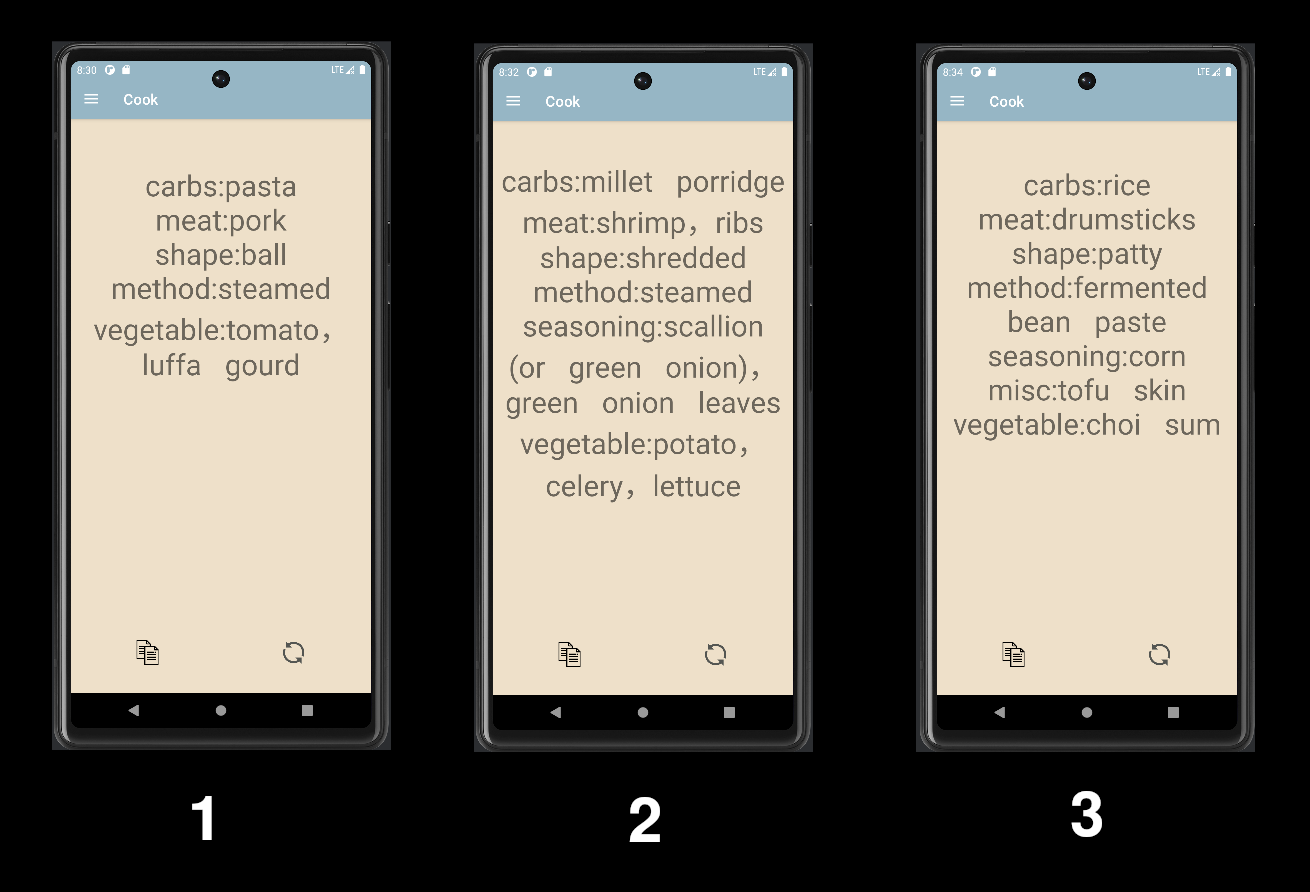 8:30
LTE
Cook
carbs:pasta
meat:pork
shape:ball
method:steamed
vegetable:tomato，
luffa gourd
1
8:32
LTE
Cook
carbs:millet porridge
meat:shrimp，ribs
shape:shredded
method:steamed
seasoning:scallion
(or green onion)，
green onion leaves
vegetable:potato，
celery，lettuce
2
8:34
LTE
Cook
carbs:rice
meat:drumsticks
shape:patty
method:fermented
bean paste
seasoning:corn
misc:tofu skin
vegetable:choi sum
3